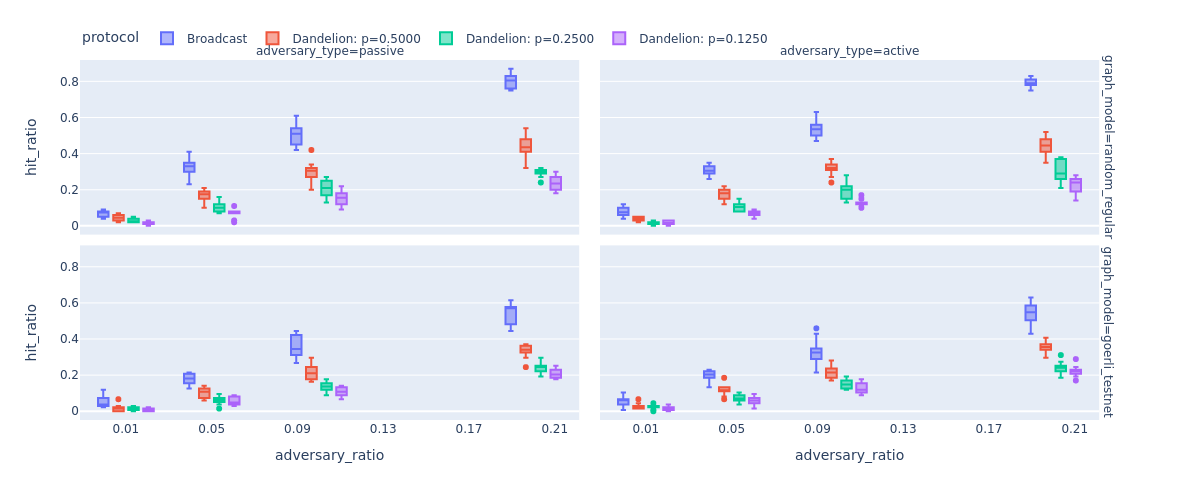 protocol Broadcast Dandelion: p=0.5000 Dandelion: p=0.2500 Dandelion: p=0.1250
adversary_type=passive adversary_type=active
graph_model=random_regular
hit_ratio
0.8
0.6
0.4
0.2
0
graph_model=goerli_testnet
hit_ratio
0.8
0.6
0.4
0.2
0
0.01 0.05 0.09 0.13 0.17 0.21 0.01 0.05 0.09 0.13 0.17 0.21
adversary_ratio adversary_ratio